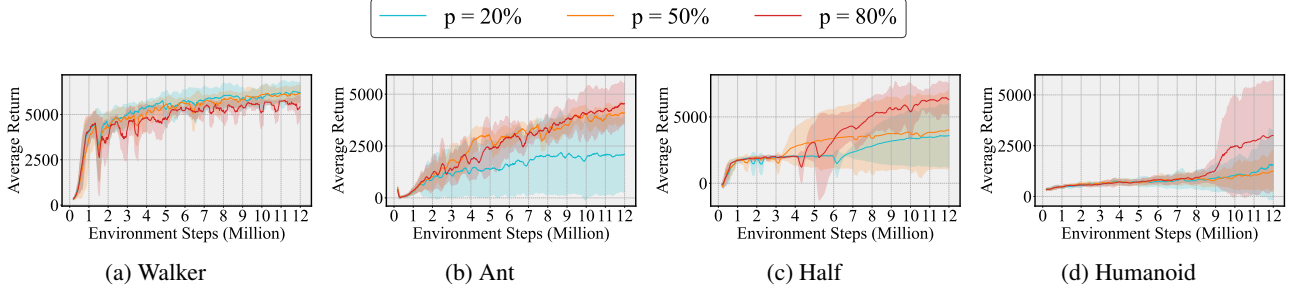 p = 20% p = 50% p = 80%
Average Return
5000
2500
0
0 1 2 3 4 5 6 7 8 9 10 11 12
Environment Steps (Million)
(a) Walker
Average Return
5000
2500
0
0 1 2 3 4 5 6 7 8 9 10 11 12
Environment Steps (Million)
(b) Ant
Average Return
5000
0
0 1 2 3 4 5 6 7 8 9 10 11 12
Environment Steps (Million)
(c) Half
Average Return
5000
2500
0
0 1 2 3 4 5 6 7 8 9 10 11 12
Environment Steps (Million)
(d) Humanoid